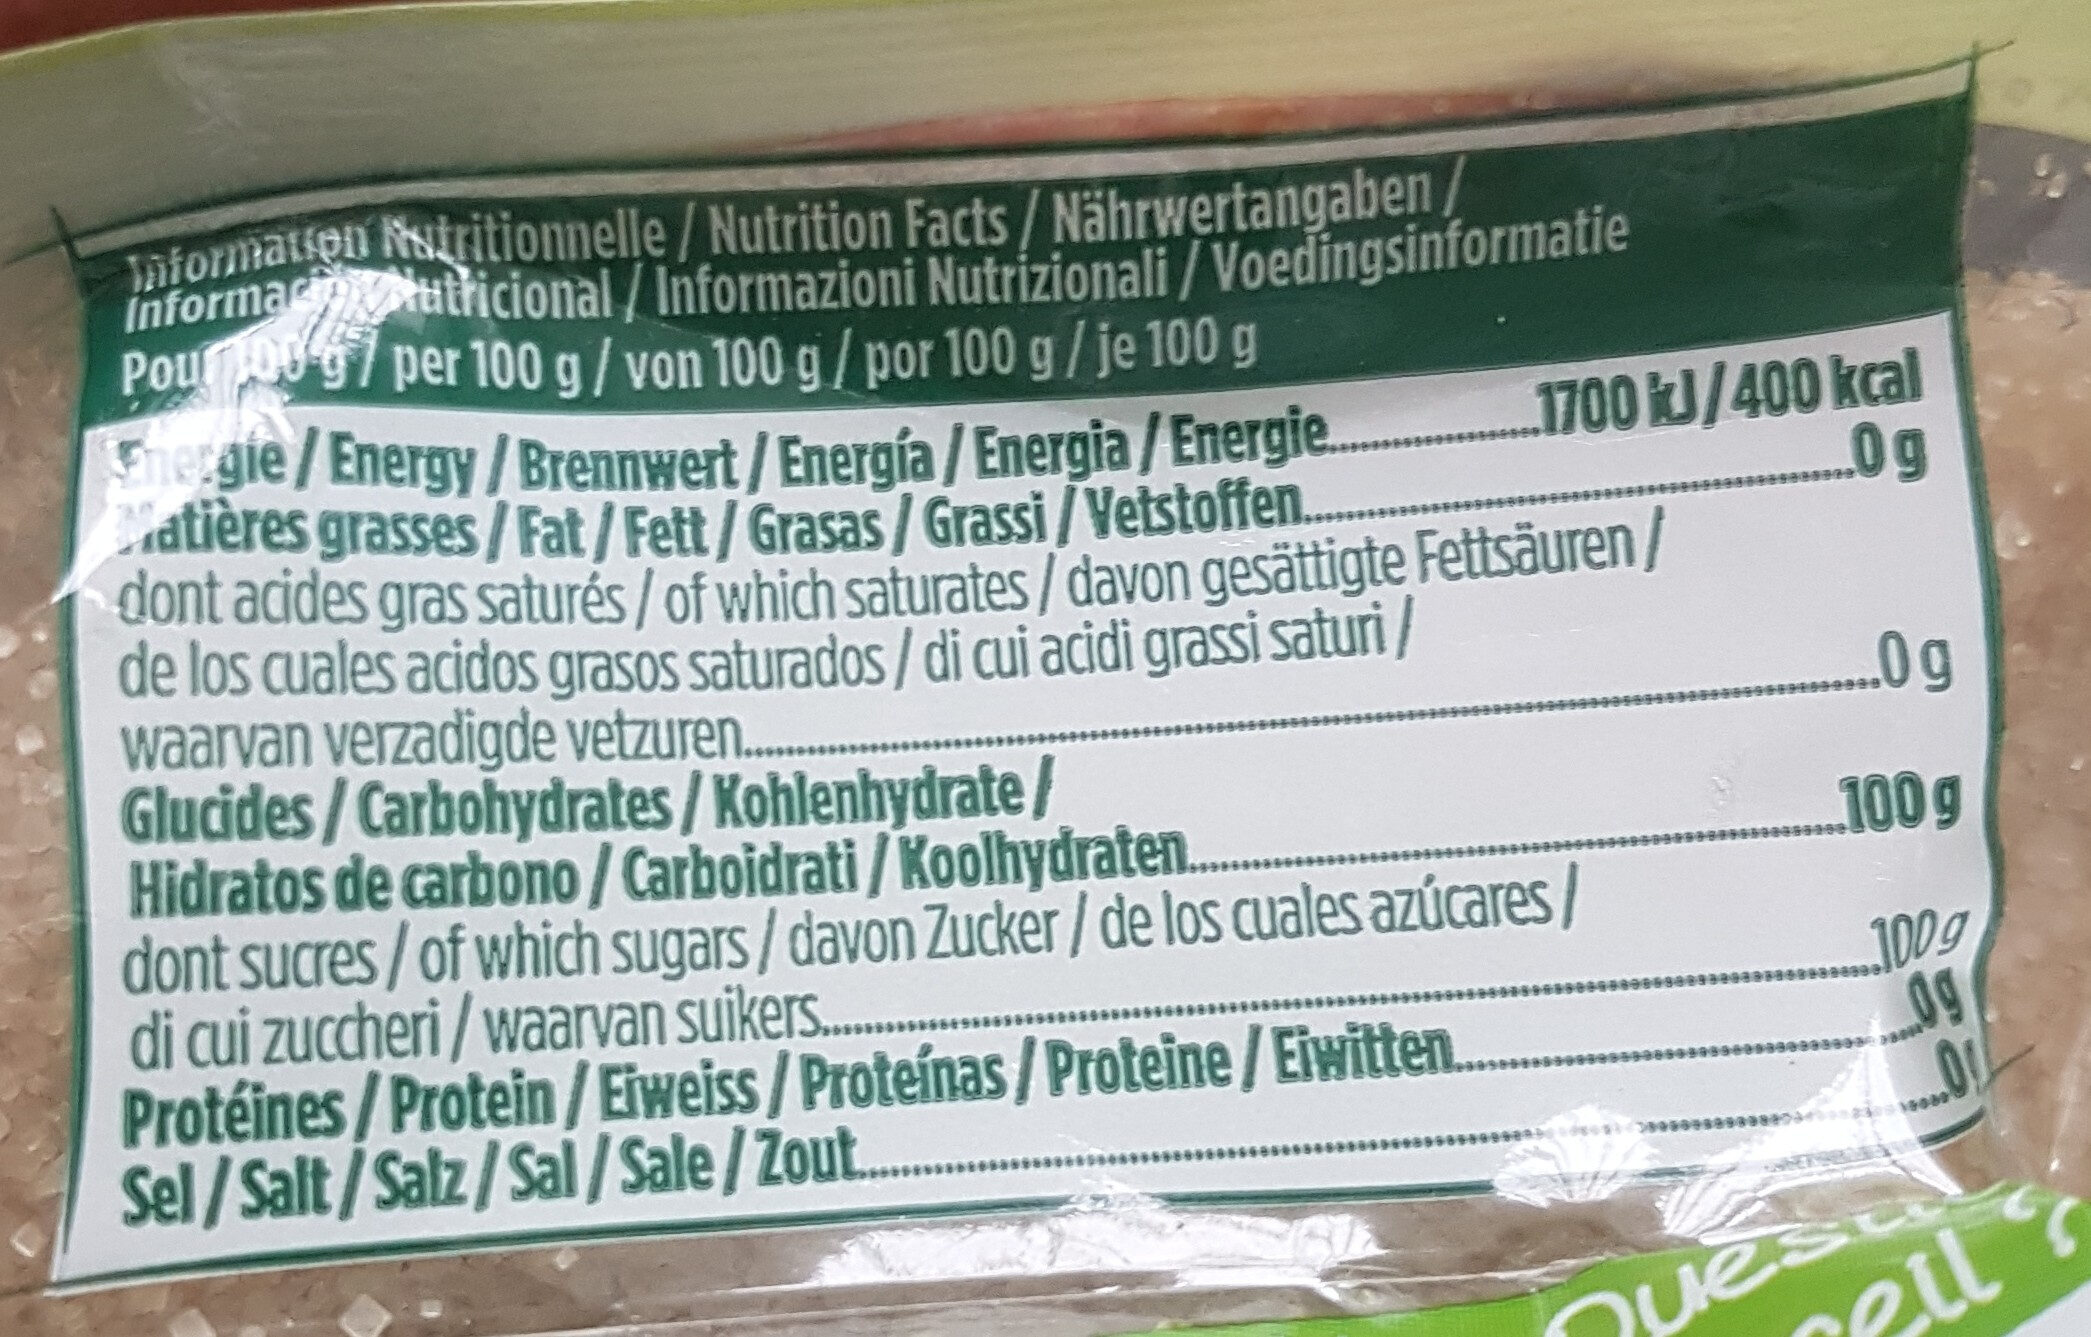 Information Nutritionnelle / Nutrition Facts / Nährwertangaben /
Nutricional / Informazioni Nutrizionali / Voedingsinformatie
Pour 100 g / per 100 g / von 100 g / por 100 g / je 100 g
Energie / Energy / Brennwert / Energía / Energia / Energie..........1700 kJ / 400 kcal
Matières grasses / Fat / Fett / Grasas / Grassi / Vetstoffen..........0 g
dont acides gras saturés / of which saturates / davon gesättigte Fettsäuren /
de los cuales acidos grasos saturados / di cui acidi grassi saturi /
waarvan verzadigde vetzuren..........0 g
Glucides / Carbohydrates / Kohlenhydrate /
Hidratos de carbono / Carboidrati / Koolhydraten..........100 g
dont sucres / of which sugars / davon Zucker / de los cuales azúcares /
di cui zuccheri / waarvan suikers..........100 g
Protéines / Protein / Eiweiss / Proteínas / Proteine / Eiwitten..........0 g
Sel / Salt / Salz / Sal / Sale / Zout..........0